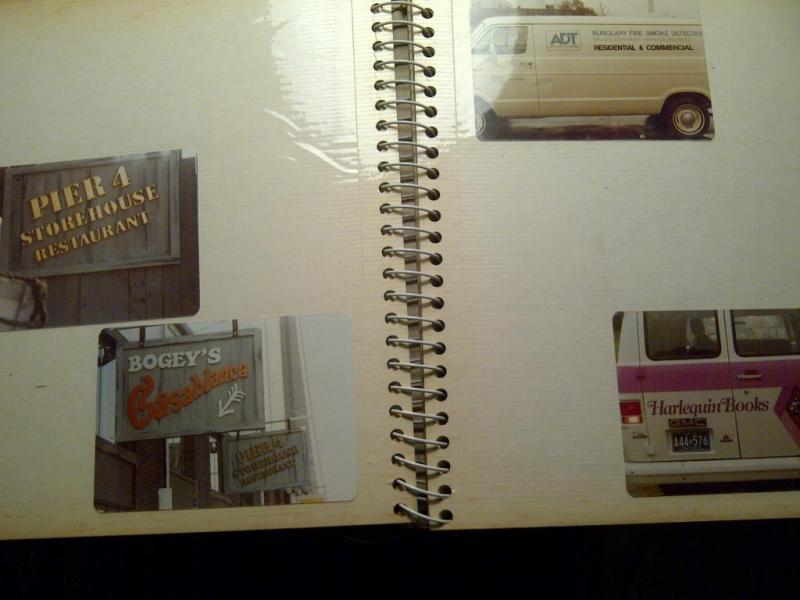 PIER 4
STOREHOUSE
RESTAURANT
BOGEY'S
Casablanca
PIER 4
STOREHOUSE
RESTAURANT
ADT
BURGLARY FIRE SMOKE DETECTION
RESIDENTIAL & COMMERCIAL
Harlequin Books
GMC
A44•576